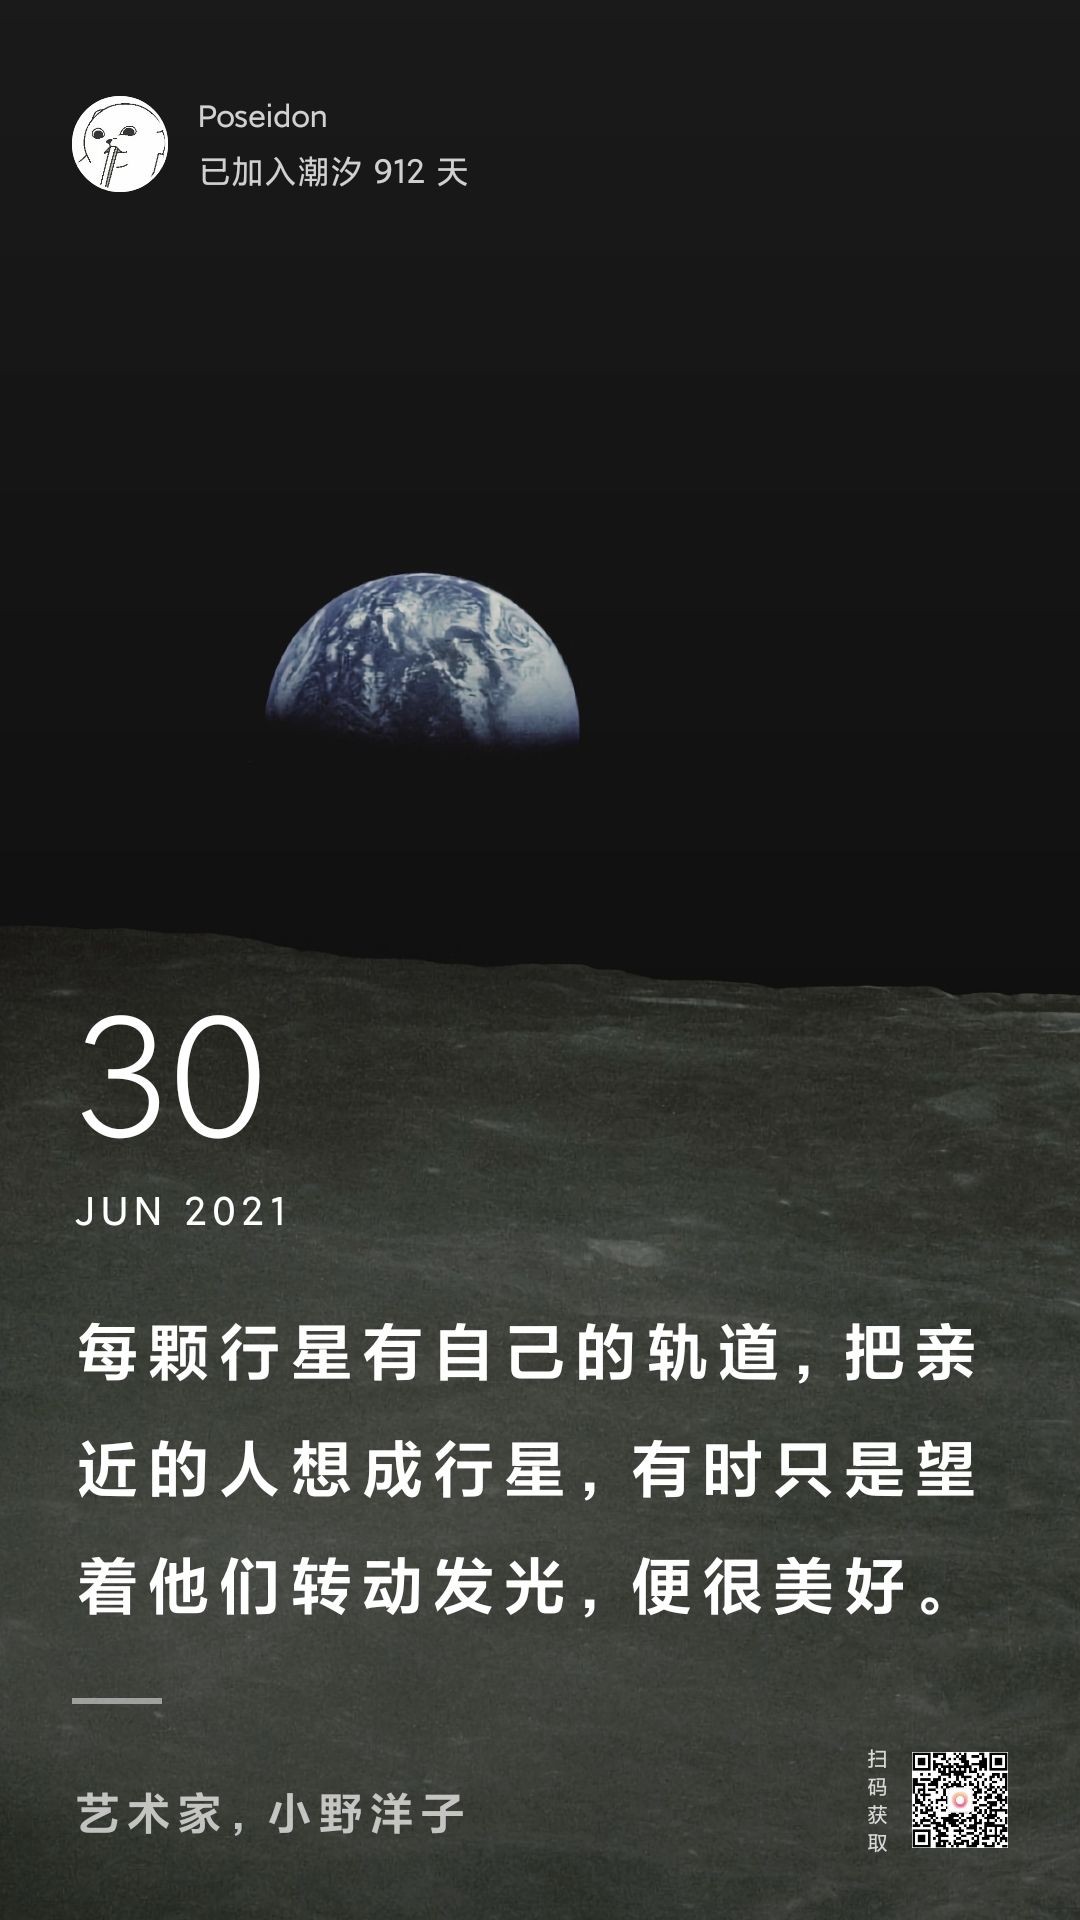 Poseidon
已加入潮汐 912 天
30
JUN 2021
每颗行星有自己的轨道，把亲
近的人想成行星，有时只是望
着他们转动发光，便很美好。
艺术家，小野洋子
扫
码
获
取